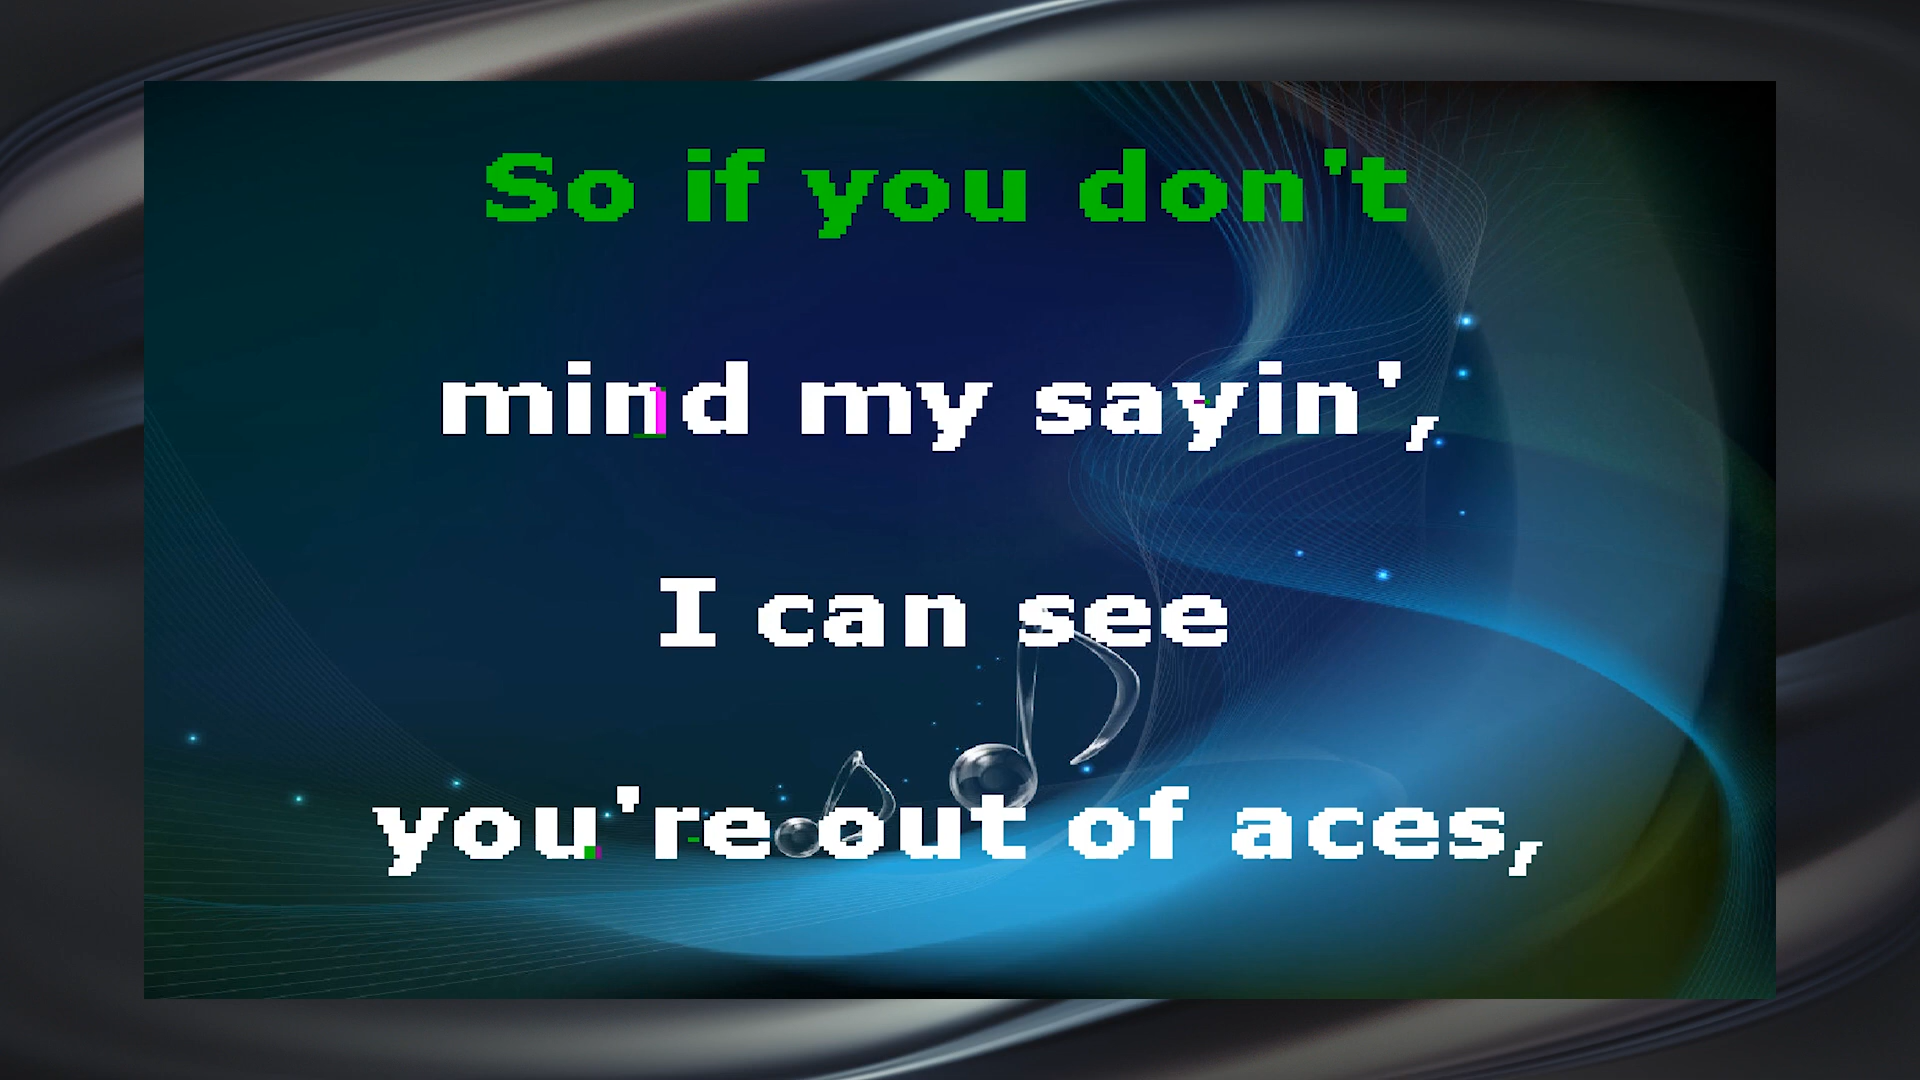 So if you don't
mind my sayin',
I can see
you're out of aces,